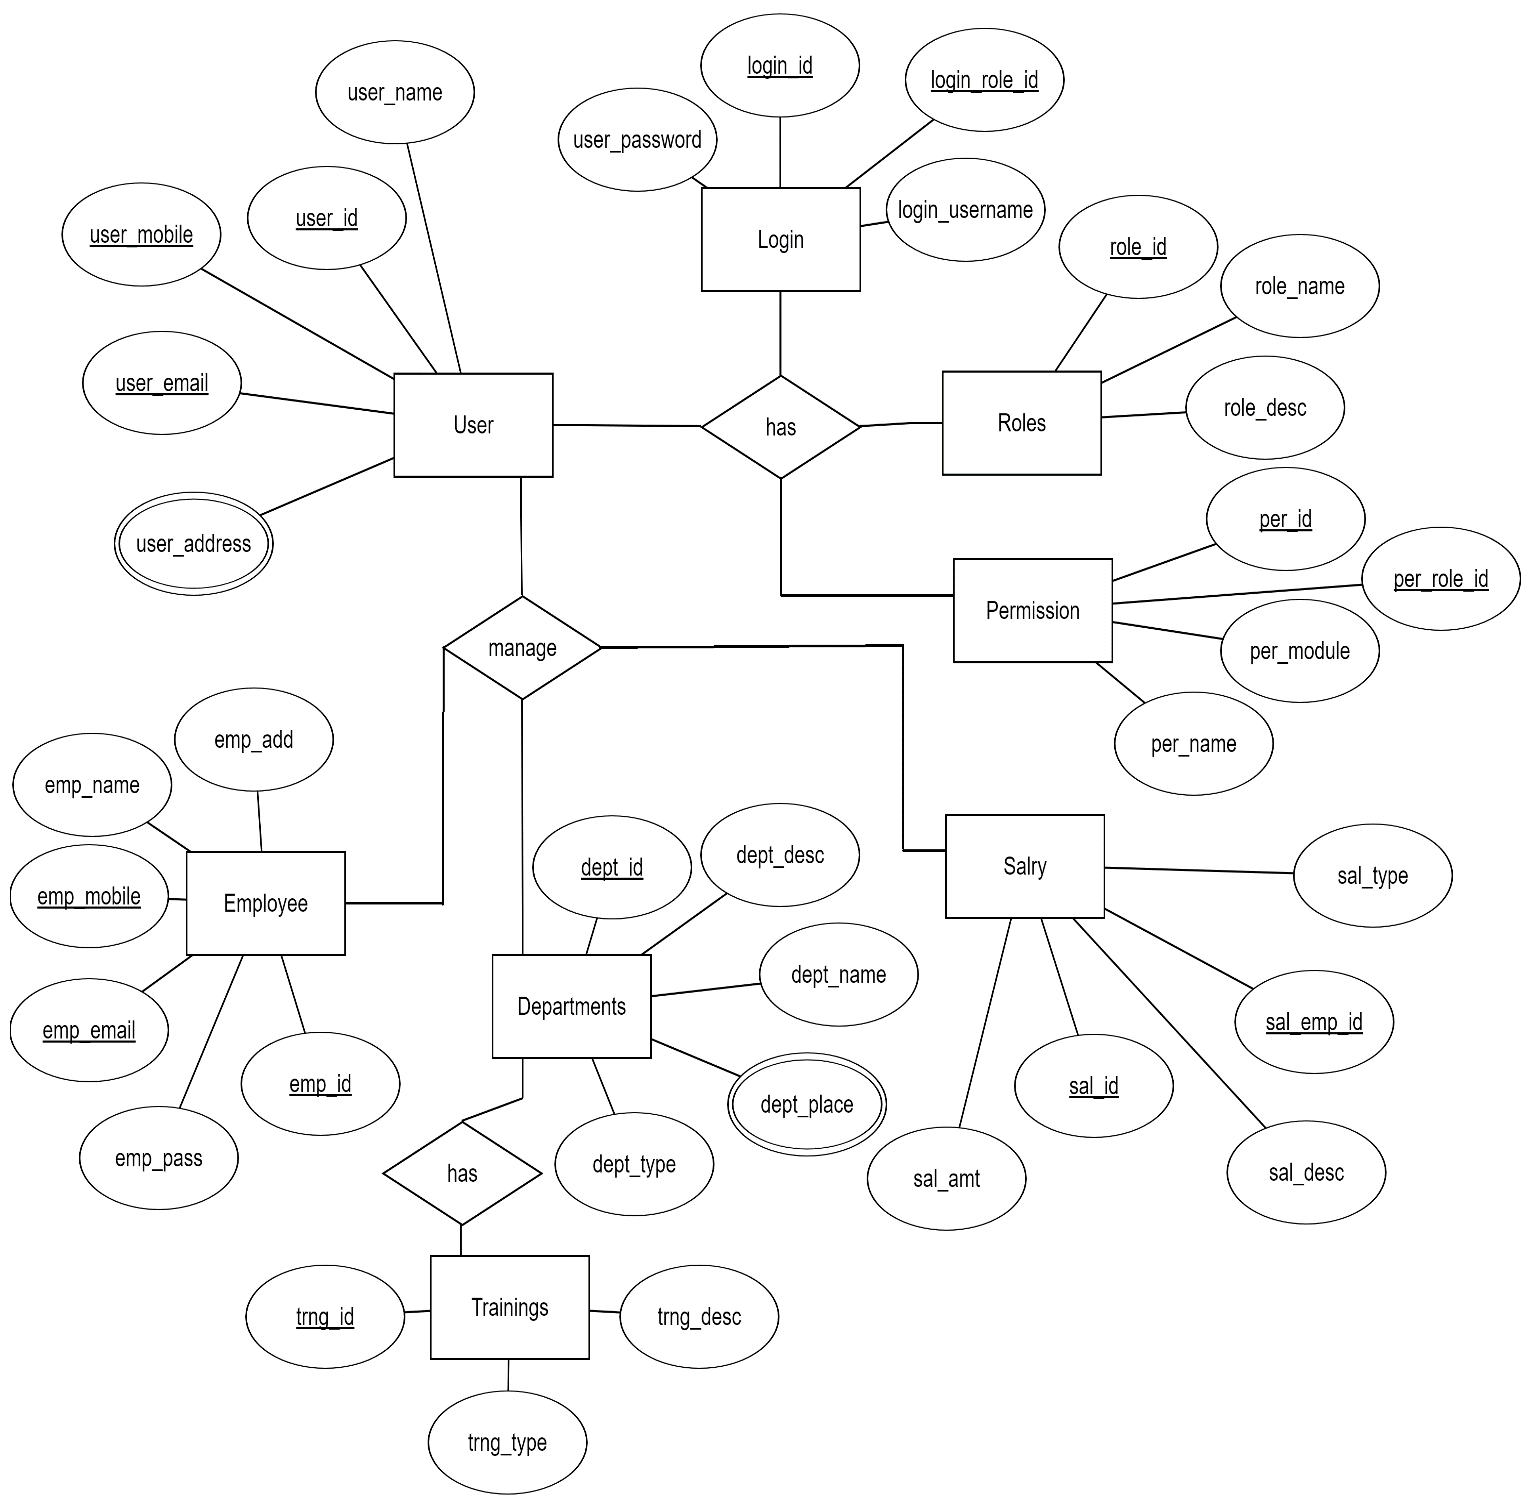 login_id
login_role_id
user_name
user_password
login_username
user_id
user_mobile
Login
role_id
role_name
user_email
User
has
Roles
role_desc
per_id
user_address
per_role_id
Permission
manage
per_module
emp_add
per_name
emp_name
dept_id
dept_desc
Salry
sal_type
emp_mobile
Employee
dept_name
Departments
sal_emp_id
emp_email
emp_id
sal_id
dept_place
emp_pass
has
dept_type
sal_amt
sal_desc
trng_id
Trainings
trng_desc
trng_type